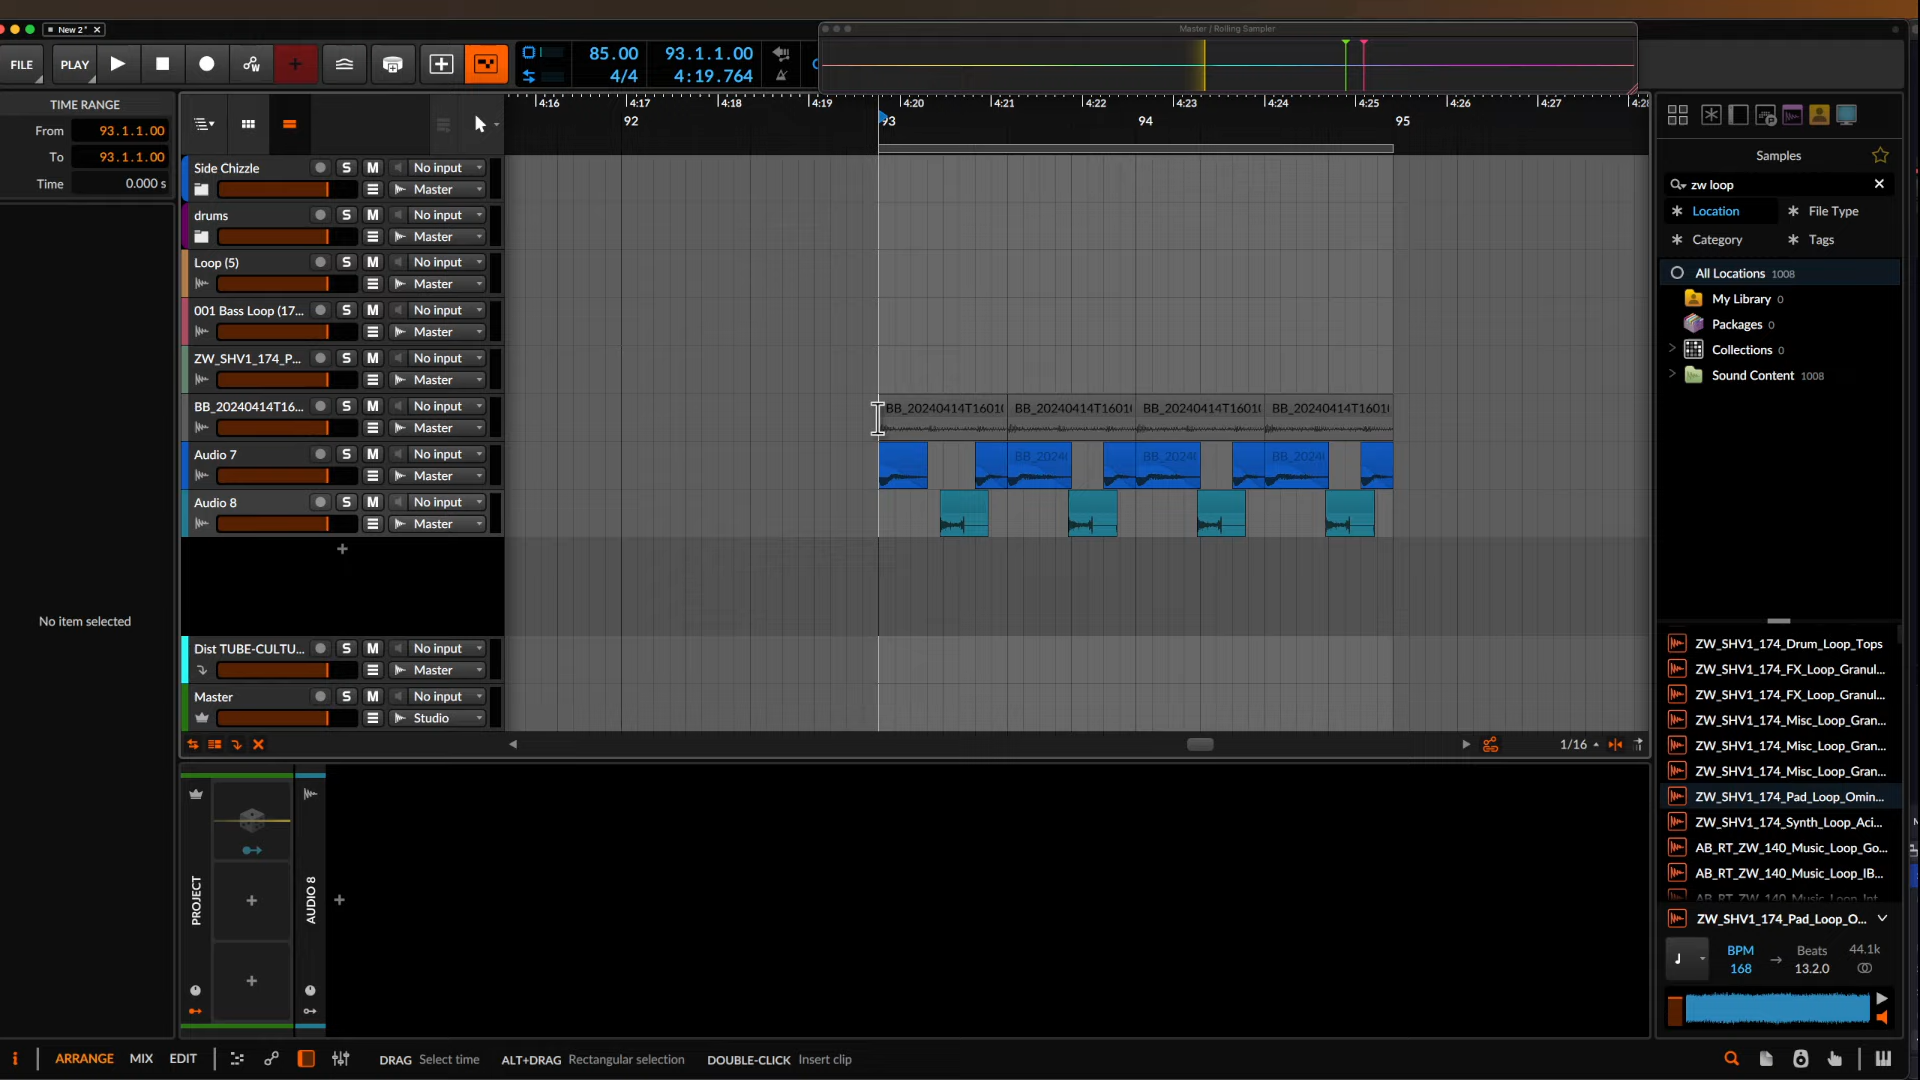 New 2*
Master / Rolling Sampler
FILE
PLAY
85.00
4/4
93.1.1.00
4:19.764
TIME RANGE
From 93.1.1.00
To 93.1.1.00
Time 0.000 s
No item selected
4:16 4:17 4:18 4:19 4:20 4:21 4:22 4:23 4:24 4:25 4:26 4:27 4:28
92 93 94 95
Side Chizzle S M No input
Master
drums S M No input
Master
Loop (5) S M No input
Master
001 Bass Loop (17... S M No input
Master
ZW_SHV1_174_P... S M No input
Master
BB_20240414T16... S M No input
Master
Audio 7 S M No input
Master
Audio 8 S M No input
Master
BB_20240414T1601( BB_20240414T1601( BB_20240414T1601( BB_20240414T1601(
BB_2024( BB_2024( BB_2024(
Dist TUBE-CULTU... S M No input
Master
Master S M No input
Studio
1/16
PROJECT
AUDIO 8
Samples
zw loop
Location
File Type
Category
Tags
All Locations 1008
My Library 0
Packages 0
Collections 0
Sound Content 1008
ZW_SHV1_174_Drum_Loop_Tops
ZW_SHV1_174_FX_Loop_Granul...
ZW_SHV1_174_FX_Loop_Granul...
ZW_SHV1_174_Misc_Loop_Gran...
ZW_SHV1_174_Misc_Loop_Gran...
ZW_SHV1_174_Misc_Loop_Gran...
ZW_SHV1_174_Pad_Loop_Omin...
ZW_SHV1_174_Synth_Loop_Aci...
AB_RT_ZW_140_Music_Loop_Go...
AB_RT_ZW_140_Music_Loop_IB...
AB_RT_ZW_140_Music_Loop_Int
ZW_SHV1_174_Pad_Loop_O...
BPM Beats 44.1k
168 13.2.0
ARRANGE MIX EDIT
DRAG Select time ALT+DRAG Rectangular selection DOUBLE-CLICK Insert clip